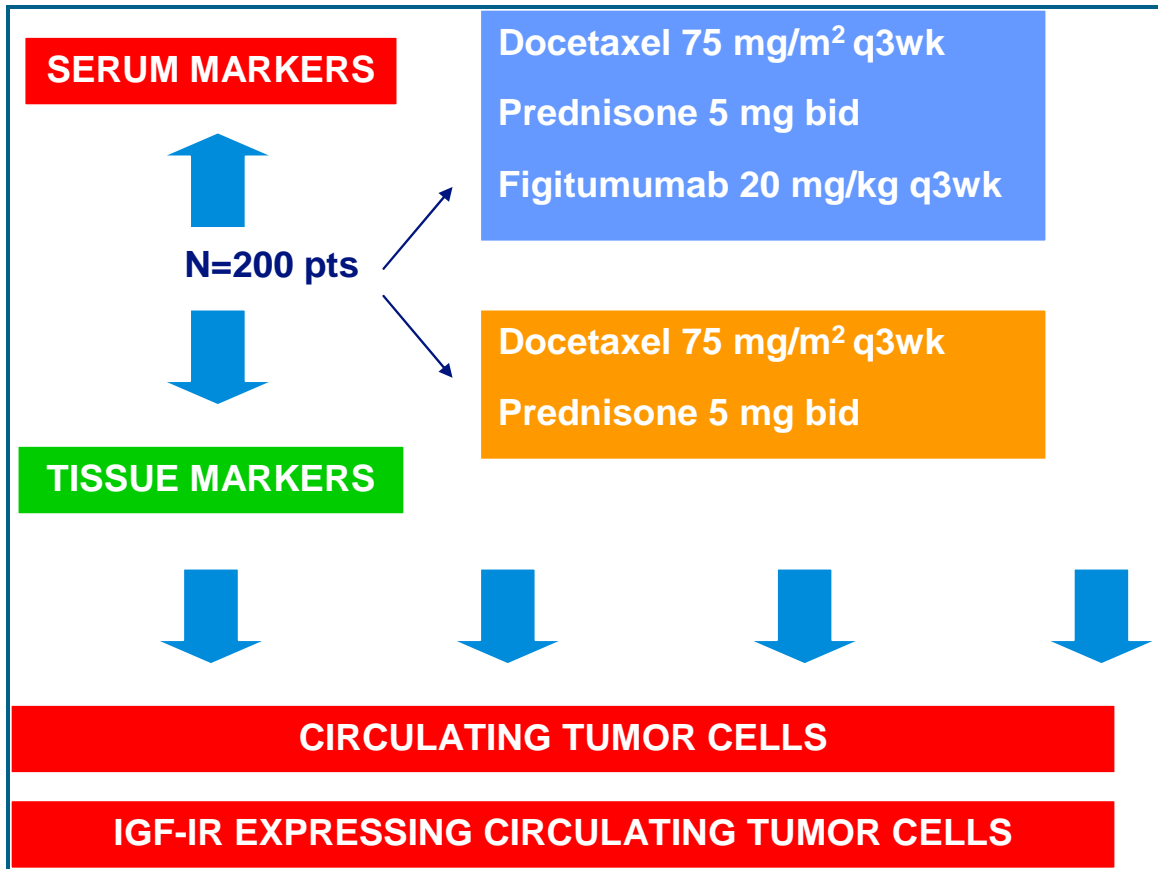 SERUM MARKERS
Docetaxel 75 mg/m² q3wk
Prednisone 5 mg bid
Figitumumab 20 mg/kg q3wk
N=200 pts
Docetaxel 75 mg/m² q3wk
Prednisone 5 mg bid
TISSUE MARKERS
CIRCULATING TUMOR CELLS
IGF-IR EXPRESSING CIRCULATING TUMOR CELLS